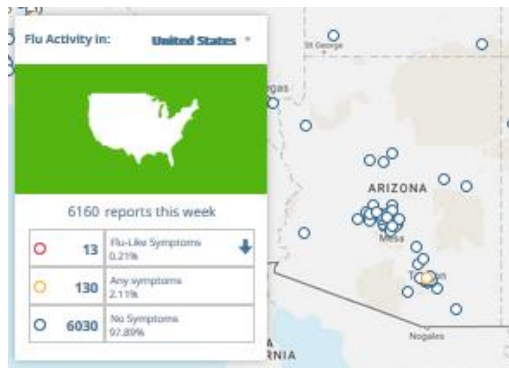 Flu Activity in: United States
6160 reports this week
13 Flu-Like Symptoms
0.21%
130 Any symptoms
2.11%
6030 No Symptoms
97.89%
St George
gas
ARIZONA
Mesa
Nogales
RNIA